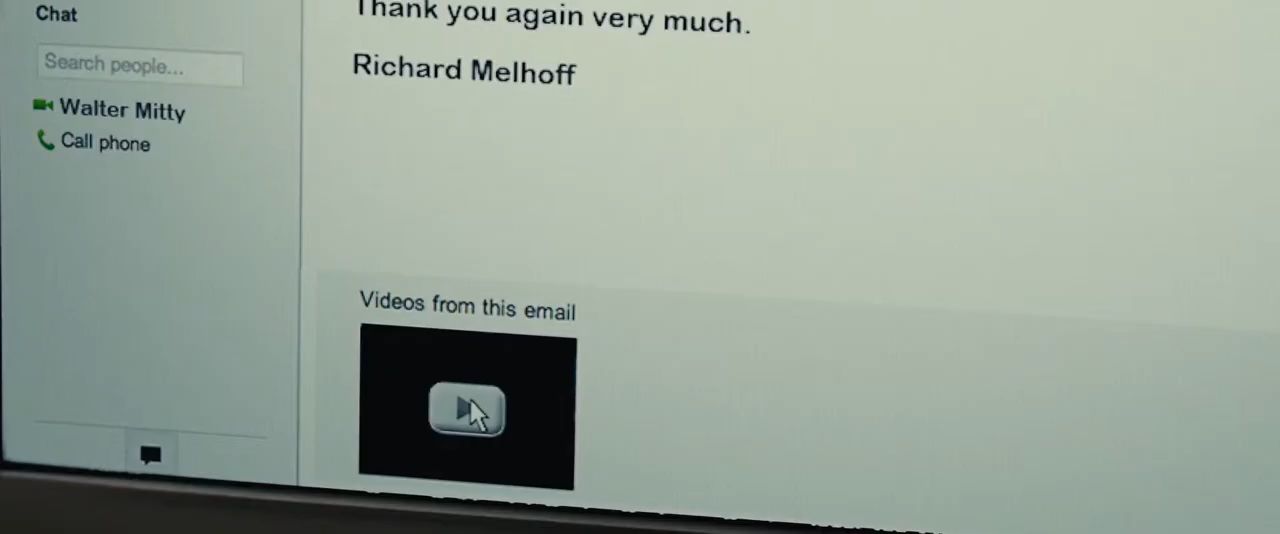 Chat
Search people...
Walter Mitty
Call phone
Thank you again very much.
Richard Melhoff
Videos from this email